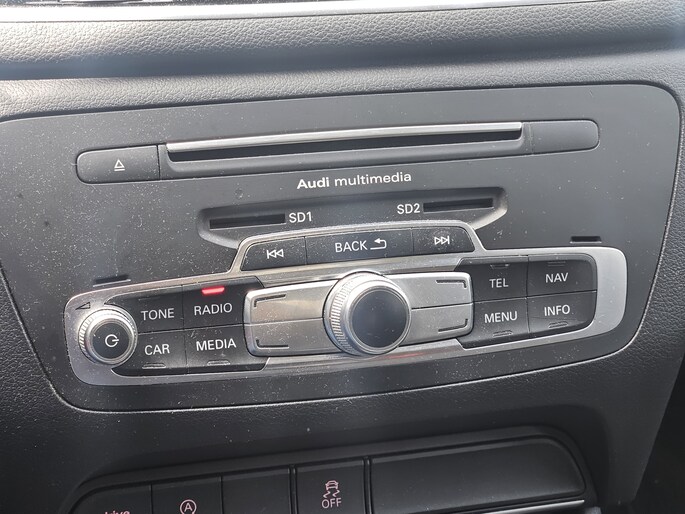 Audi multimedia
SD1 SD2
BACK
TONE RADIO TEL NAV
CAR MEDIA MENU INFO
A OFF